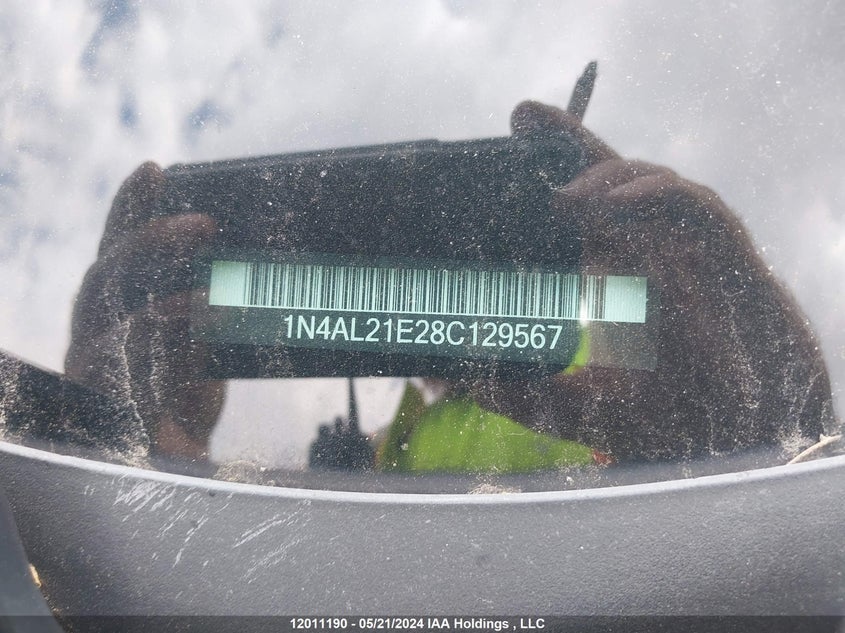 1N4AL21E28C129567
12011190 - 05/21/2024 IAA Holdings , LLC